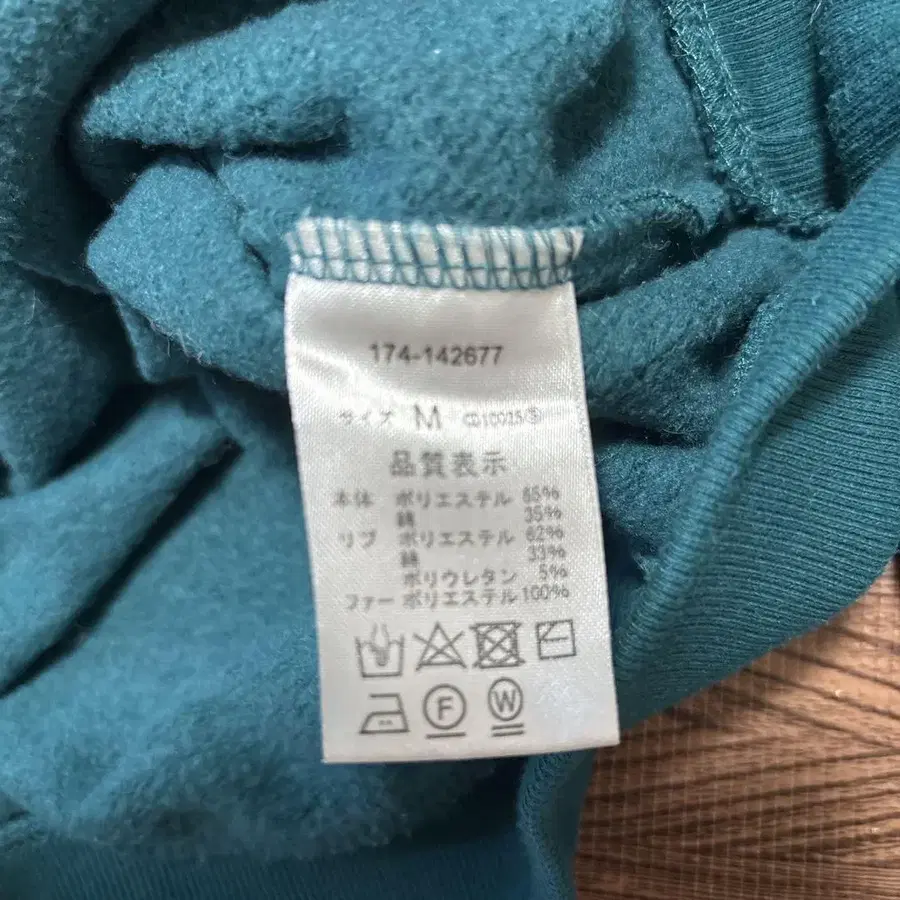 174-142677
サイズ M ⓒ10025Ⓢ
品質表示
本体 ポリエステル 65%
綿 35%
リブ ポリエステル 62%
綿 33%
ポリウレタン 5%
ファー ポリエステル 100%
F W